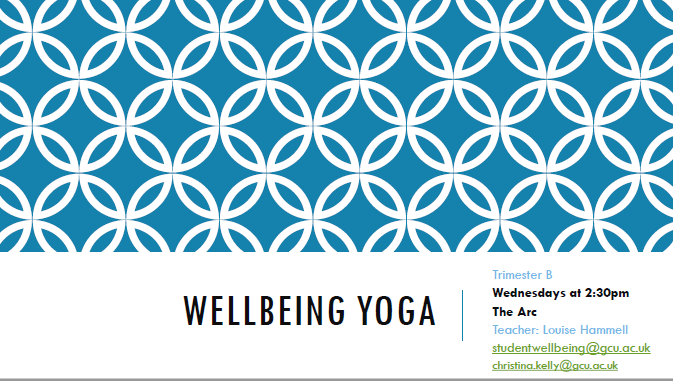 WELLBEING YOGA
Trimester B
Wednesdays at 2:30pm
The Arc
Teacher: Louise Hammell
studentwellbeing@gcu.ac.uk
christina.kelly@gcu.ac.uk